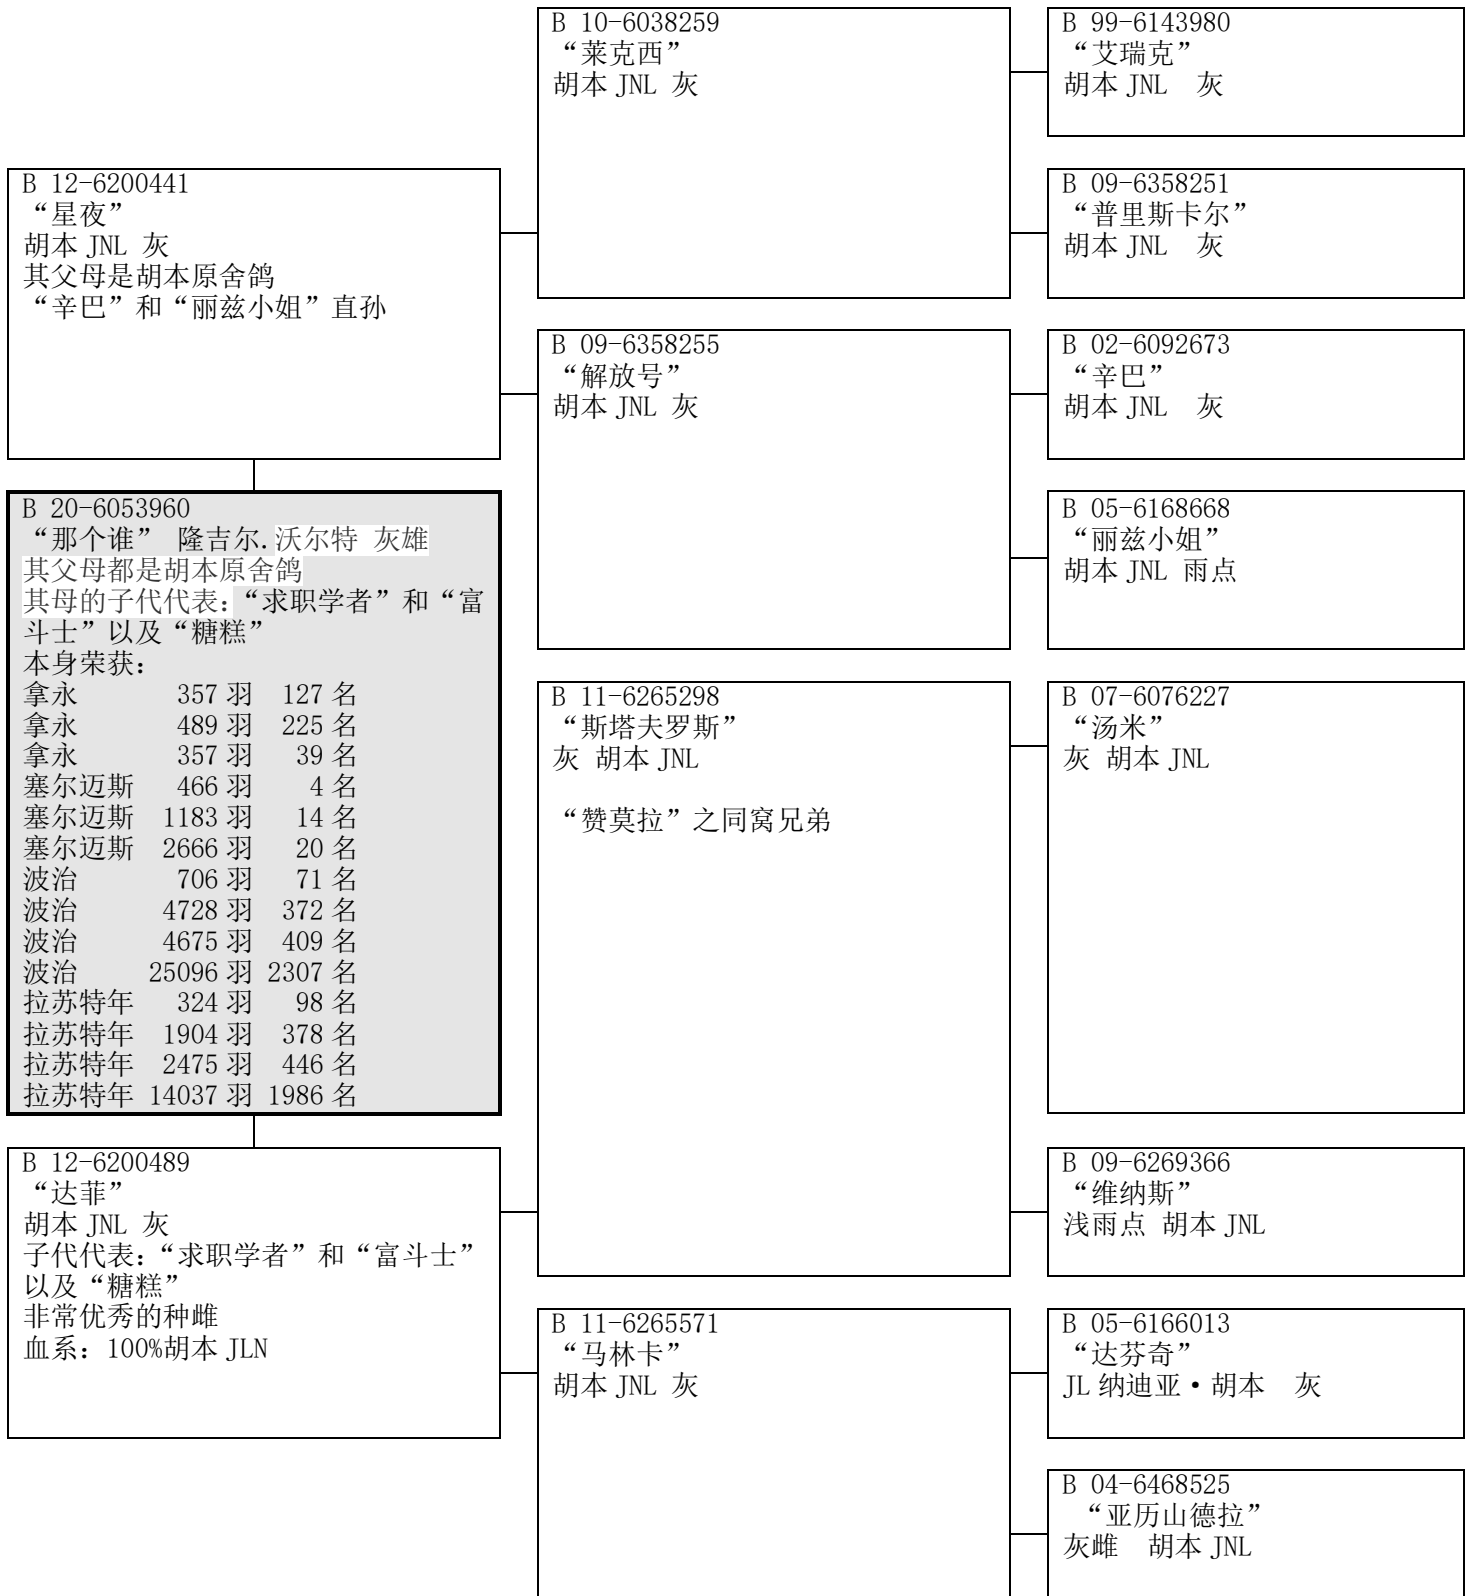 B 12-6200441
“星夜”
胡本 JNL 灰
其父母是胡本原舍鸽
“辛巴”和“丽兹小姐”直孙
B 20-6053960
“那个谁” 隆吉尔.沃尔特 灰雄
其父母都是胡本原舍鸽
其母的子代代表：“求职学者”和“富
斗士”以及“糖糕”
本身荣获：
拿永 357 羽 127 名
拿永 489 羽 225 名
拿永 357 羽 39 名
塞尔迈斯 466 羽 4 名
塞尔迈斯 1183 羽 14 名
塞尔迈斯 2666 羽 20 名
波治 706 羽 71 名
波治 4728 羽 372 名
波治 4675 羽 409 名
波治 25096 羽 2307 名
拉苏特年 324 羽 98 名
拉苏特年 1904 羽 378 名
拉苏特年 2475 羽 446 名
拉苏特年 14037 羽 1986 名
B 12-6200489
“达菲”
胡本 JNL 灰
子代代表：“求职学者”和“富斗士”
以及“糖糕”
非常优秀的种雌
血系：100%胡本 JLN
B 10-6038259
“莱克西”
胡本 JNL 灰
B 09-6358255
“解放号”
胡本 JNL 灰
B 11-6265298
“斯塔夫罗斯”
灰 胡本 JNL
“赞莫拉”之同窝兄弟
B 11-6265571
“马林卡”
胡本 JNL 灰
B 99-6143980
“艾瑞克”
胡本 JNL 灰
B 09-6358251
“普里斯卡尔”
胡本 JNL 灰
B 02-6092673
“辛巴”
胡本 JNL 灰
B 05-6168668
“丽兹小姐”
胡本 JNL 雨点
B 07-6076227
“汤米”
灰 胡本 JNL
B 09-6269366
“维纳斯”
浅雨点 胡本 JNL
B 05-6166013
“达芬奇”
JL 纳迪亚•胡本 灰
B 04-6468525
“亚历山德拉”
灰雌 胡本 JNL